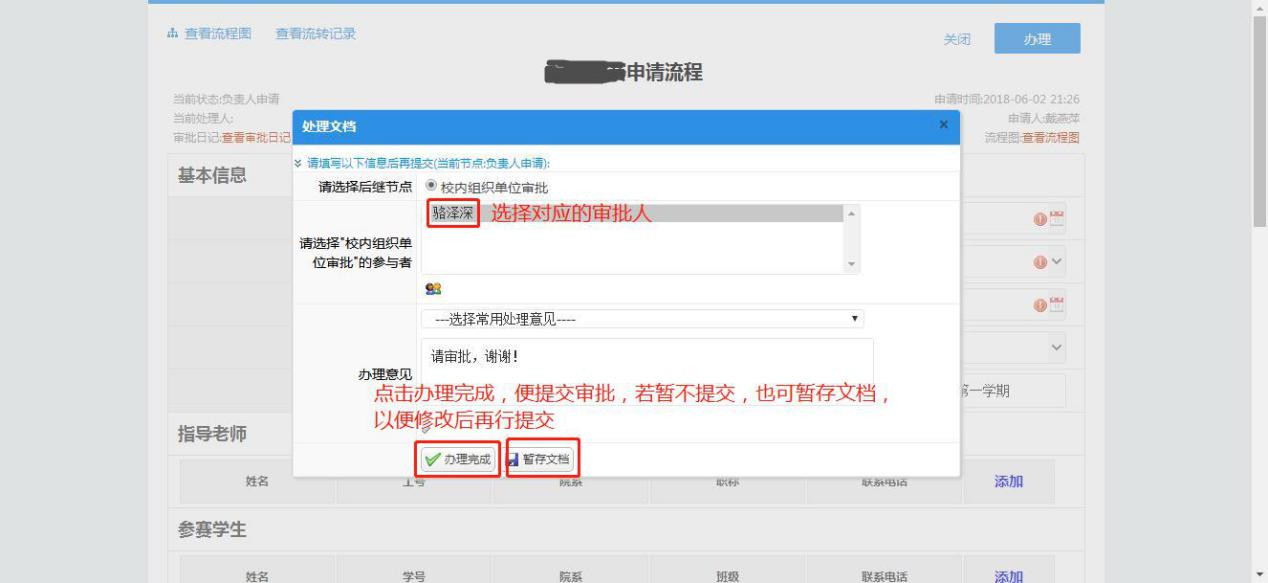 查看流程图 查看流转记录
关闭 办理
申请流程
当前状态:负责人申请 申请时间:2018-06-02 21:26
当前处理人: 申请人:戴燕萍
审批日记:查看审批日记 流程图:查看流程图
处理文档 ×
请填写以下信息后再提交(当前节点:负责人申请):
基本信息
请选择后继节点 校内组织单位审批
骆泽深 选择对应的审批人
请选择"校内组织单
位审批"的参与者
---选择常用处理意见----
请审批，谢谢!
办理意见
点击办理完成，便提交审批，若暂不提交，也可暂存文档，
以便修改后再行提交
第一学期
指导老师
办理完成 暂存文档
姓名 工号 院系 职称 联系电话 添加
参赛学生
姓名 学号 院系 班级 联系电话 添加